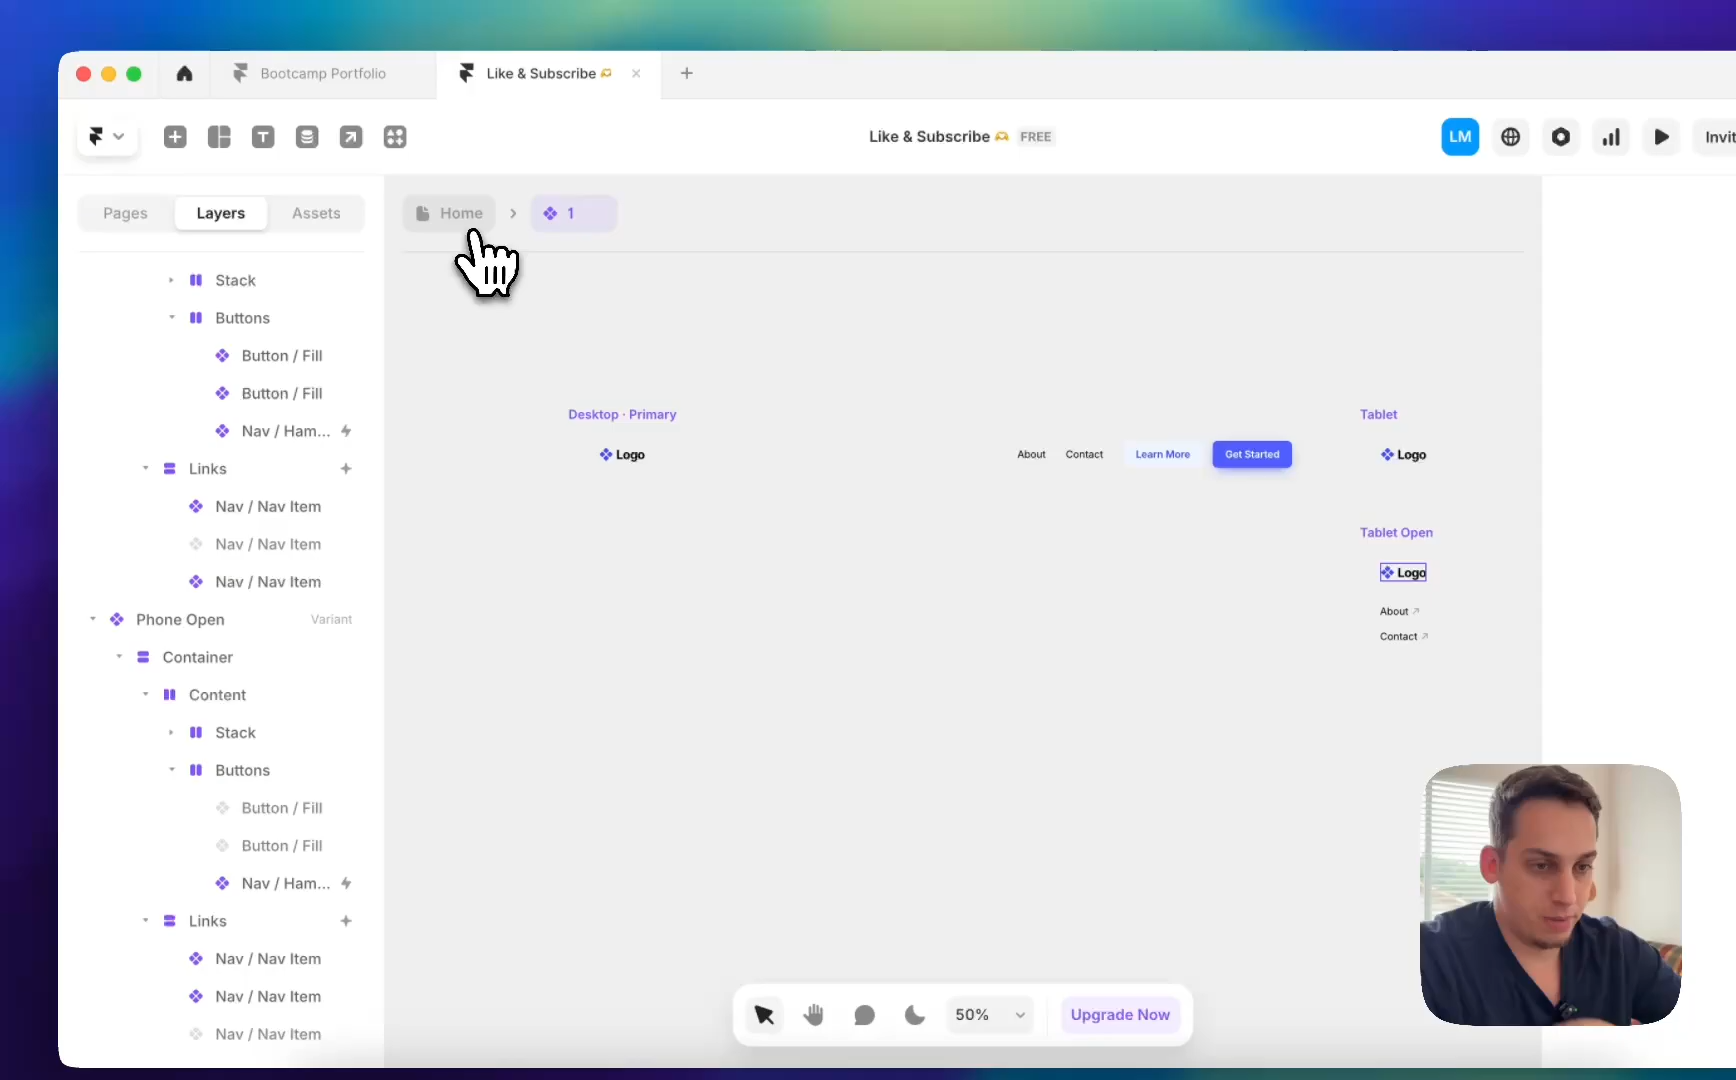 Bootcamp Portfolio
Like & Subscribe 🫶
Like & Subscribe 🫶 FREE
LM
Invit
Pages
Layers
Assets
Home
1
Stack
Buttons
Button / Fill
Button / Fill
Nav / Ham...
Links
Nav / Nav Item
Nav / Nav Item
Nav / Nav Item
Phone Open
Variant
Container
Content
Stack
Buttons
Button / Fill
Button / Fill
Nav / Ham...
Links
Nav / Nav Item
Nav / Nav Item
Nav / Nav Item
Desktop · Primary
Logo
About
Contact
Learn More
Get Started
Tablet
Logo
Tablet Open
Logo
About
Contact
50%
Upgrade Now